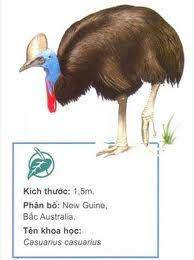 Kích thước: 1,5m.
Phân bố: New Guine,
Bắc Australia.
Tên khoa học:
Casuarius casuarius